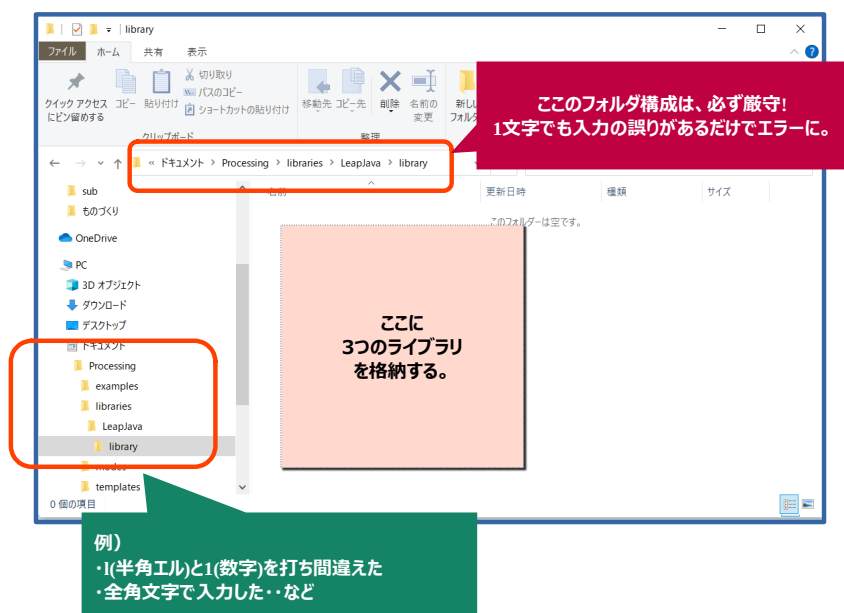 library
ファイル ホーム 共有 表示
クイック アクセス
にピン留めする
コピー
貼り付け
切り取り
パスのコピー
ショートカットの貼り付け
クリップボード
移動先 コピー先 削除 名前の
変更
整理
ここのフォルダ構成は、必ず厳守!
1文字でも入力の誤りがあるだけでエラーに。
« ドキュメント > Processing > libraries > LeapJava > library
名前 更新日時 種類 サイズ
このフォルダーは空です。
sub
ものづくり
OneDrive
PC
3D オブジェクト
ダウンロード
デスクトップ
ドキュメント
Processing
examples
libraries
LeapJava
library
modes
templates
0 個の項目
ここに
3つのライブラリ
を格納する。
例)
・l(半角エル)と1(数字)を打ち間違えた
・全角文字で入力した・・など